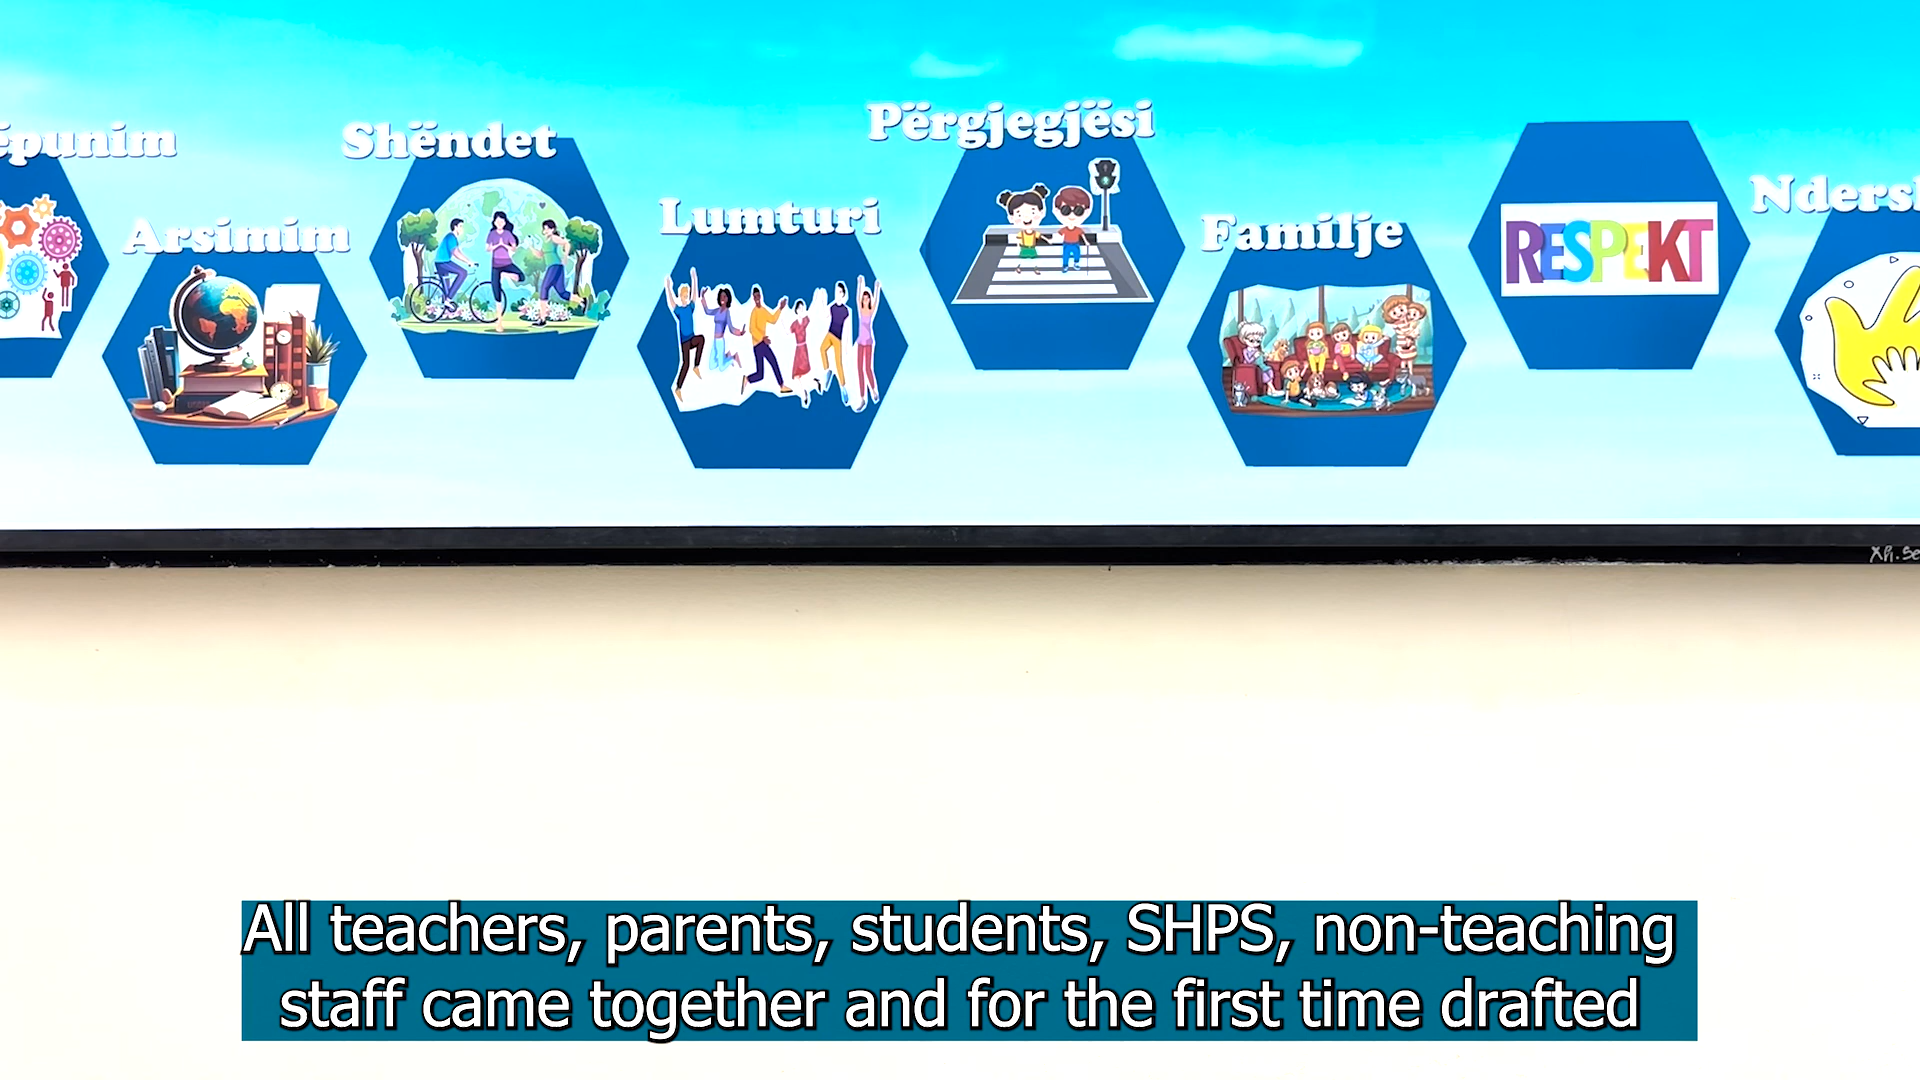 Shëndet
Përgjegjësi
Arsimim
Lumturi
Familje
RESPEKT
All teachers, parents, students, SHPS, non-teaching
staff came together and for the first time drafted